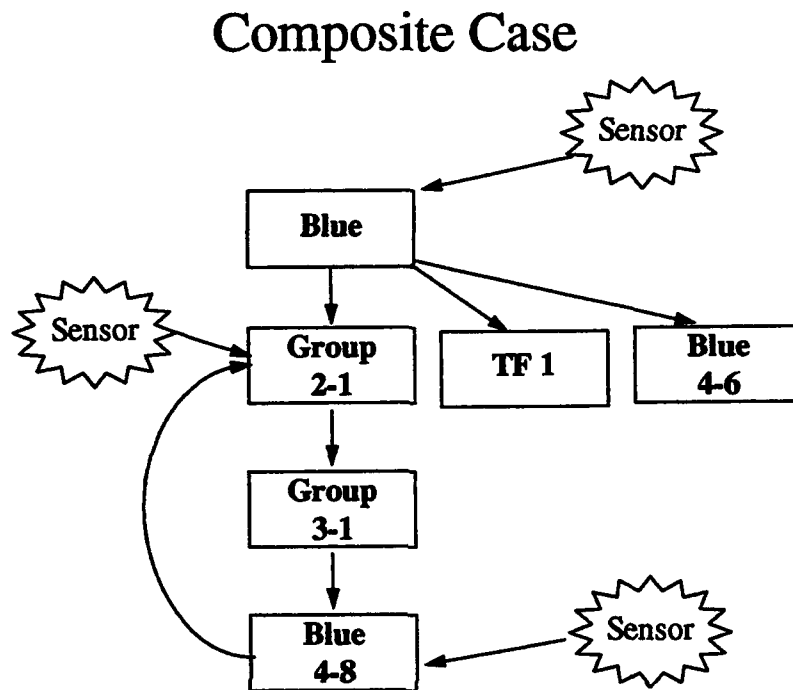 Composite Case
Sensor
Blue
Sensor
Group
2-1
TF 1
Blue
4-6
Group
3-1
Blue
4-8
Sensor